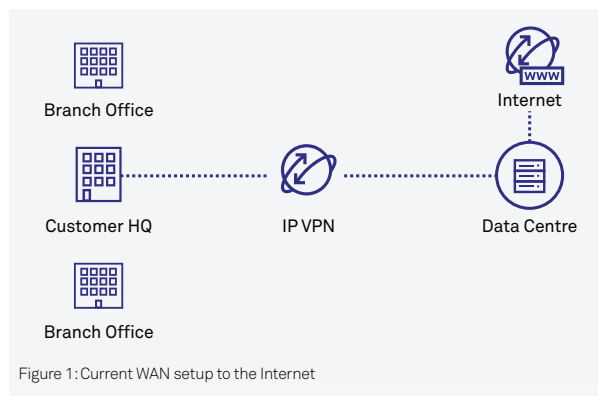 Branch Office
www
Internet
Customer HQ
IP VPN
Data Centre
Branch Office
Figure 1: Current WAN setup to the Internet